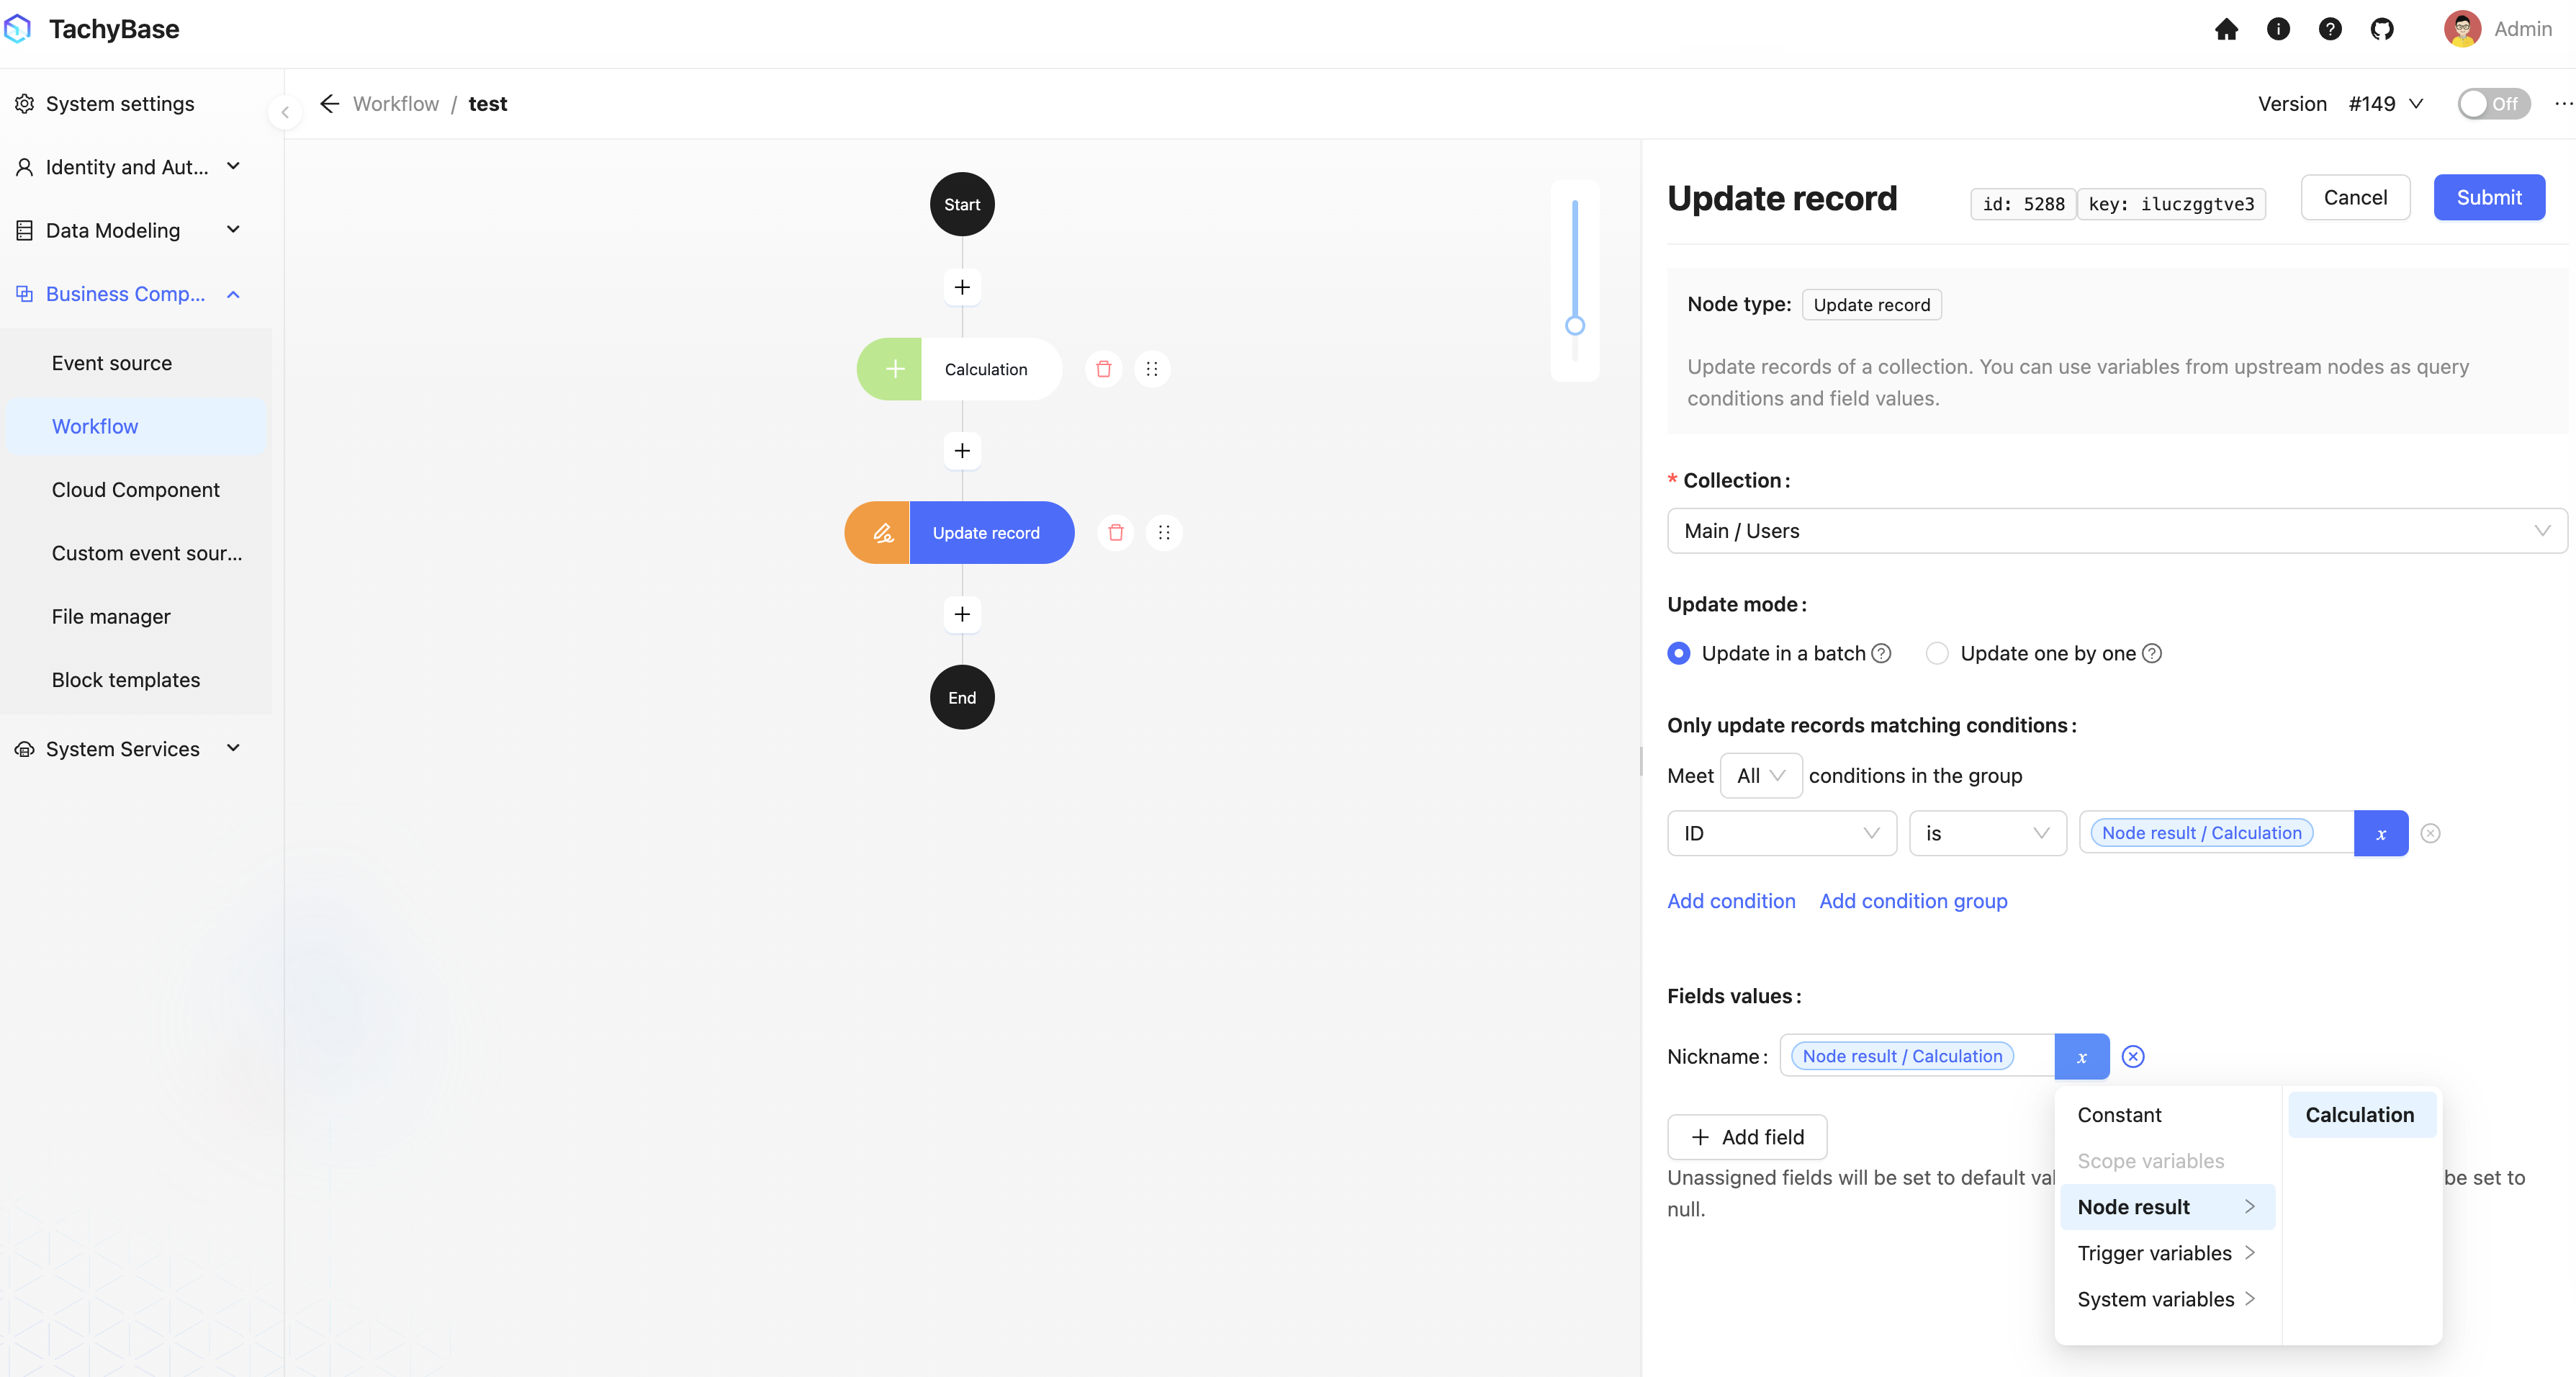 TachyBase
Admin
System settings
Identity and Aut...
Data Modeling
Business Comp...
Event source
Workflow
Cloud Component
Custom event sour...
File manager
Block templates
System Services
Workflow / test
Version #149
Off
Start
Calculation
Update record
End
Update record
id: 5288
key: iluczggtve3
Cancel
Submit
Node type: Update record
Update records of a collection. You can use variables from upstream nodes as query
conditions and field values.
* Collection:
Main / Users
Update mode:
Update in a batch
Update one by one
Only update records matching conditions:
Meet All conditions in the group
ID
is
Node result / Calculation
x
Add condition
Add condition group
Fields values:
Nickname: Node result / Calculation
x
Add field
Unassigned fields will be set to default
be set to
null.
Constant
Scope variables
Node result
Trigger variables
System variables
Calculation